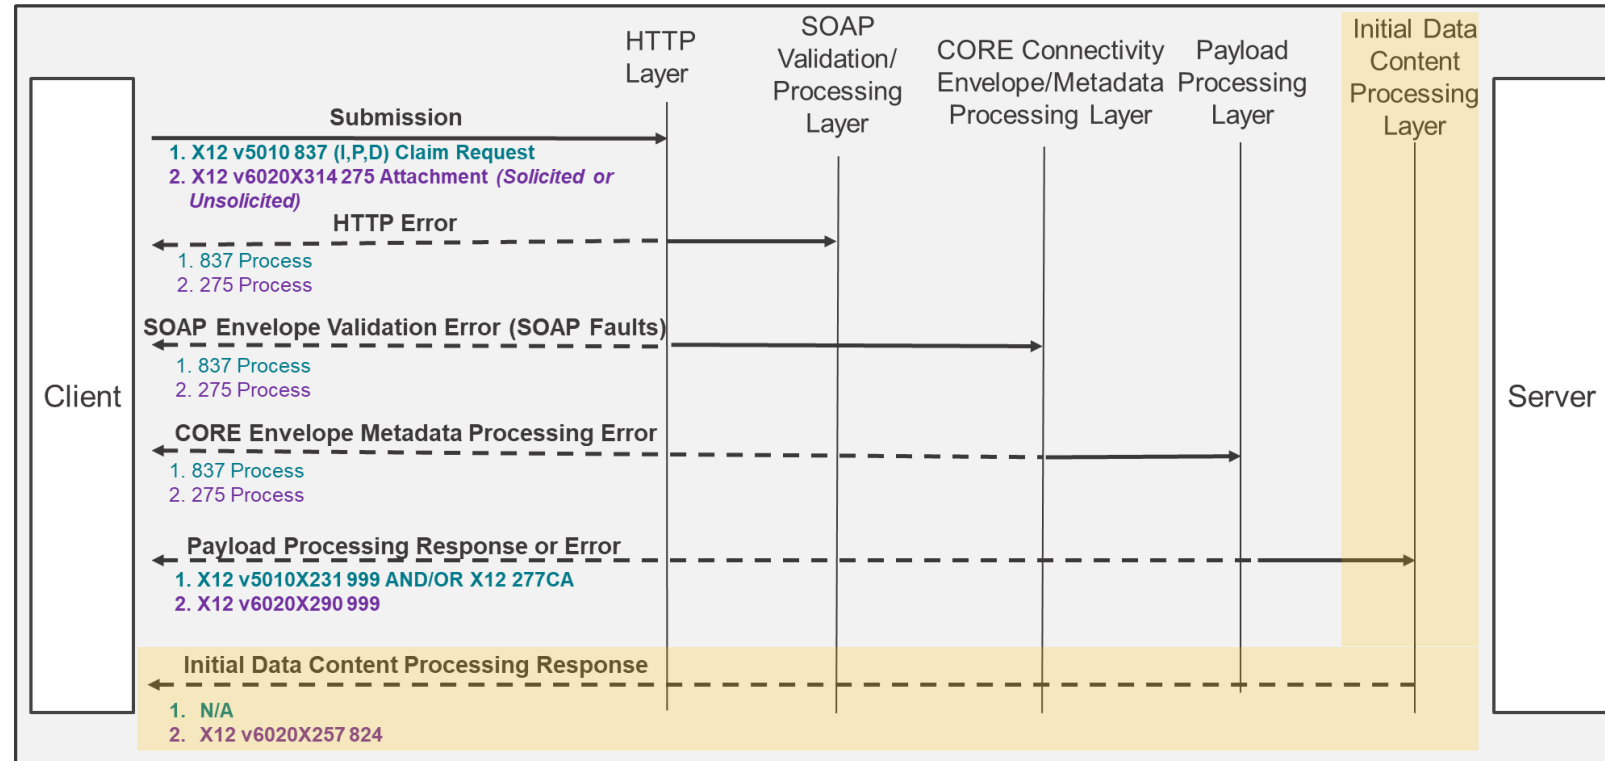 HTTP
Layer
SOAP
Validation/
Processing
Layer
CORE Connectivity
Envelope/Metadata
Processing Layer
Payload
Processing
Layer
Initial Data
Content
Processing
Layer
Client
Server
Submission
1. X12 v5010 837 (I,P,D) Claim Request
2. X12 v6020X314 275 Attachment (Solicited or
Unsolicited)
HTTP Error
1. 837 Process
2. 275 Process
SOAP Envelope Validation Error (SOAP Faults)
1. 837 Process
2. 275 Process
CORE Envelope Metadata Processing Error
1. 837 Process
2. 275 Process
Payload Processing Response or Error
1. X12 v5010X231 999 AND/OR X12 277CA
2. X12 v6020X290 999
Initial Data Content Processing Response
1. N/A
2. X12 v6020X257 824